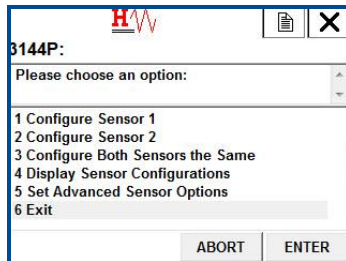 H
3144P:
Please choose an option:
1 Configure Sensor 1
2 Configure Sensor 2
3 Configure Both Sensors the Same
4 Display Sensor Configurations
5 Set Advanced Sensor Options
6 Exit
ABORT ENTER